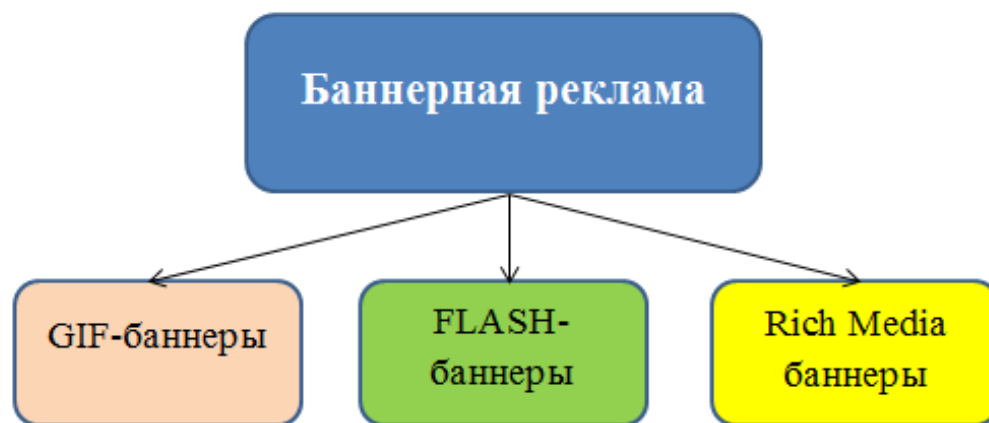 Баннерная реклама
GIF-баннеры
FLASH-
баннеры
Rich Media
баннеры